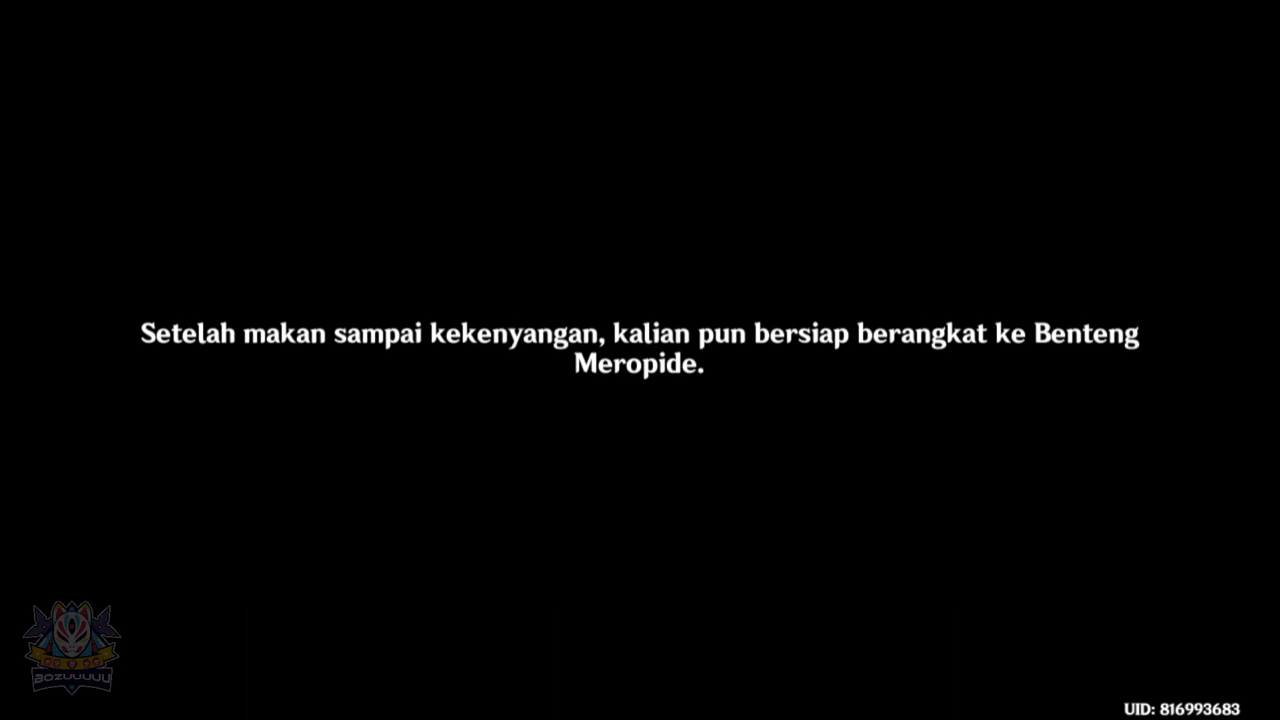 Setelah makan sampai kekenyangan, kalian pun bersiap berangkat ke Benteng
Meropide.
BOZUUUUU
UID: 816993683